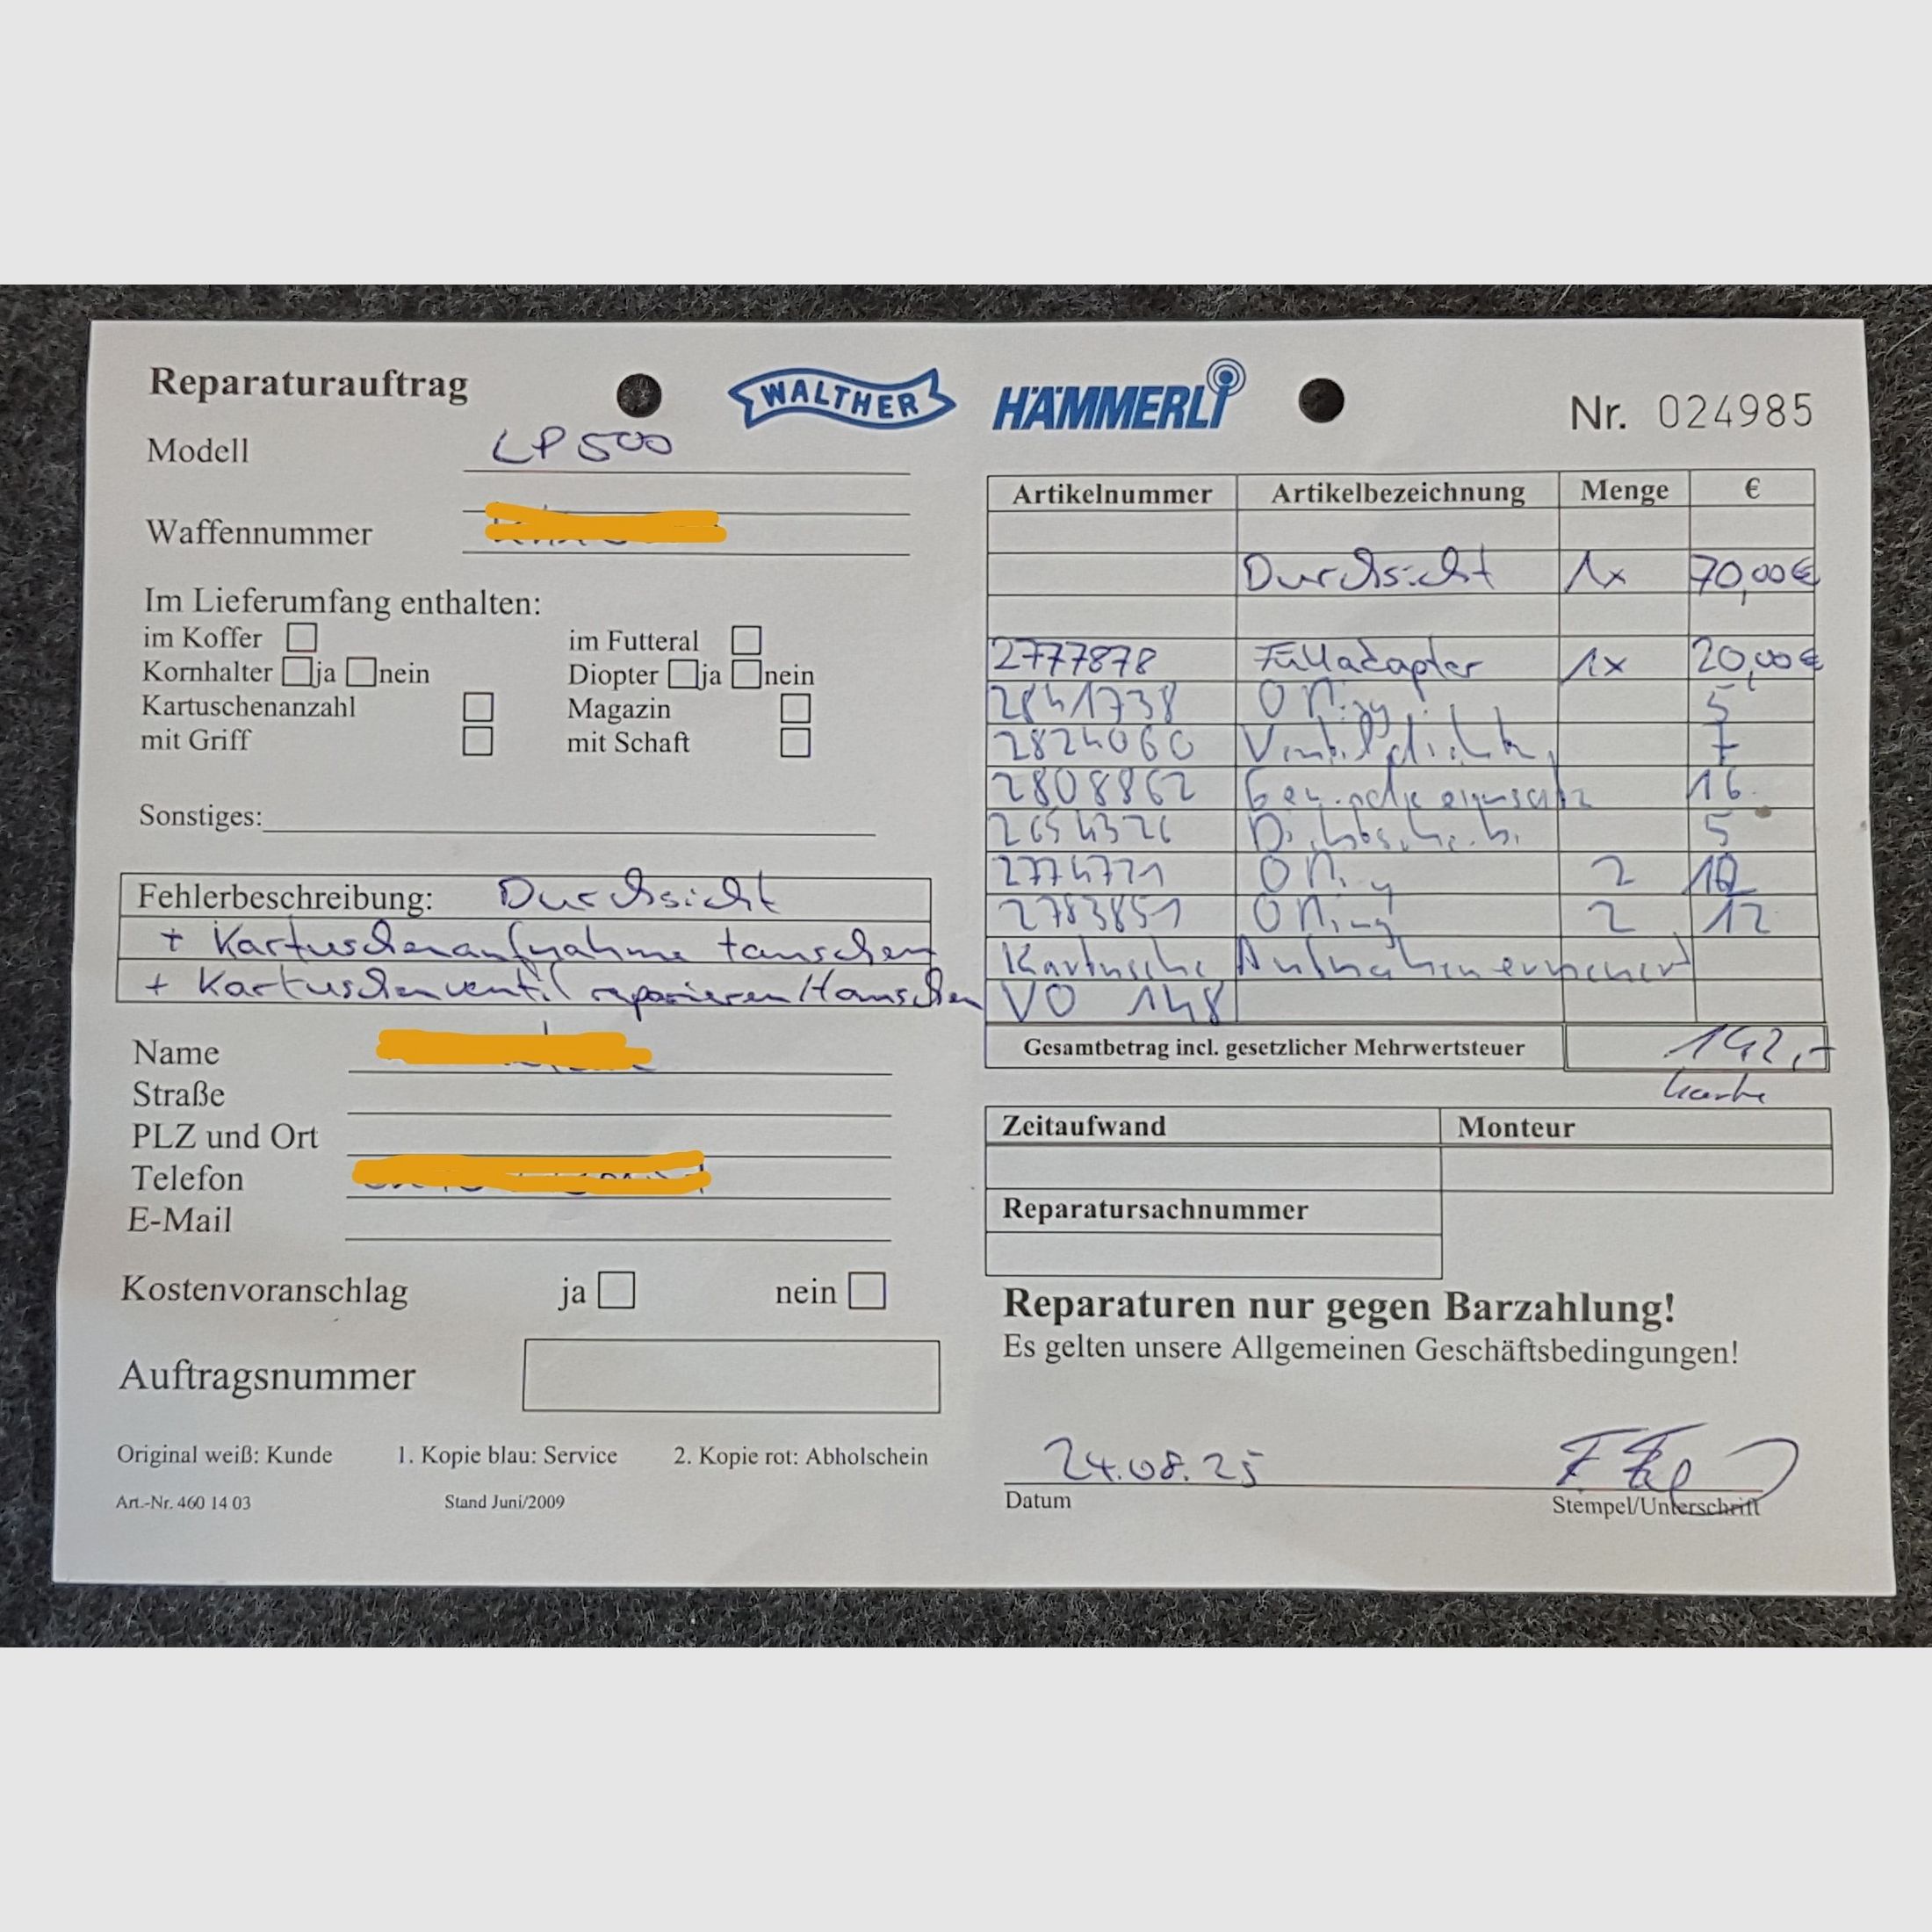 Reparaturauftrag
WALTHER
HÄMMERLI
Nr. 024985
Modell LP500
Waffennummer
Im Lieferumfang enthalten:
im Koffer im Futteral
Kornhalter ja nein Diopter ja nein
Kartuschenanzahl Magazin
mit Griff mit Schaft
Sonstiges:
Fehlerbeschreibung: Durchsicht
+ Kartuschenaufnahme tauschen
+ Kartuschenventil reparieren/tauschen
Name
Straße
PLZ und Ort
Telefon
E-Mail
Kostenvoranschlag ja nein
Auftragsnummer
Original weiß: Kunde 1. Kopie blau: Service 2. Kopie rot: Abholschein
Art.-Nr. 460 14 03 Stand Juni/2009
Artikelnummer Artikelbezeichnung Menge €
Durchsicht 1x 70,00€
2777878 Fülladapter 1x 20,00€
2841738 O Ring 5
2824060 7
2808862 16
2654326 5
2774771 O Ring 2
2783851 O Ring 2 12
Kartusche Aufnahmen erneuert
VO 148
Gesamtbetrag incl. gesetzlicher Mehrwertsteuer 142,-
Karte
Zeitaufwand Monteur
Reparatursachnummer
Reparaturen nur gegen Barzahlung!
Es gelten unsere Allgemeinen Geschäftsbedingungen!
24.08.25
Datum Stempel/Unterschrift